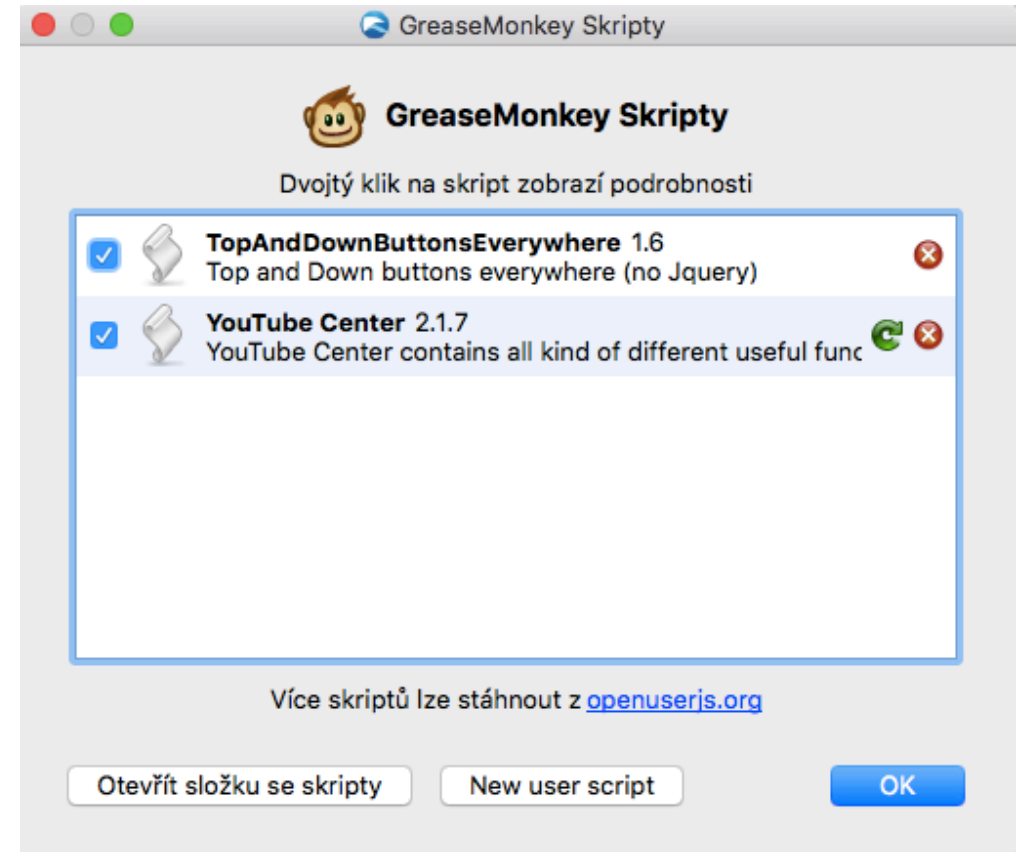 GreaseMonkey Skripty
GreaseMonkey Skripty
Dvojtý klik na skript zobrazí podrobnosti
TopAndDownButtonsEverywhere 1.6
Top and Down buttons everywhere (no Jquery)
YouTube Center 2.1.7
YouTube Center contains all kind of different useful func
Více skriptů lze stáhnout z openuserjs.org
Otevřít složku se skripty New user script OK